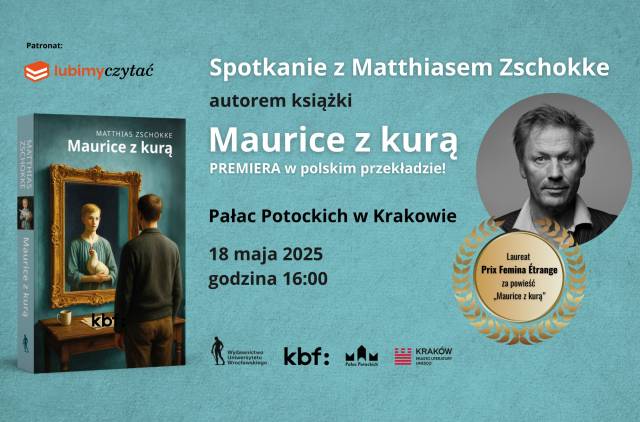 Patronat:
lubimyczytać
Spotkanie z Matthiasem Zschokke
autorem książki
Maurice z kurą
PREMIERA w polskim przekładzie!
Pałac Potockich w Krakowie
18 maja 2025
godzina 16:00
MATTHIAS ZSCHOKKE
Maurice z kurą
MATTHIAS ZSCHOKKE
Maurice z kurą
kbf:
Laureat
Prix Femina Étrange
za powieść
„Maurice z kurą”
Wydawnictwo
Uniwersytetu
Wrocławskiego
kbf:
Pałac Potockich
KRAKÓW
MIASTO LITERATURY
UNESCO